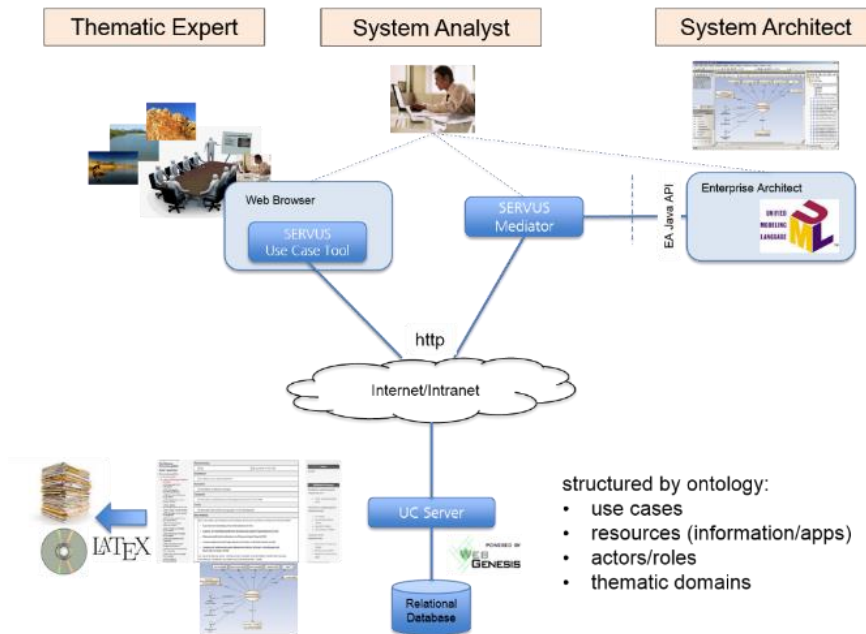 Thematic Expert
System Analyst
System Architect
Web Browser
SERVUS
Use Case Tool
SERVUS
Mediator
EA Java API
Enterprise Architect
UNIFIED
MODELING
LANGUAGE
UML
http
Internet/Intranet
LATEX
UC Server
POWERED BY
WEB
GENESIS
Relational
Database
structured by ontology:
• use cases
• resources (information/apps)
• actors/roles
• thematic domains